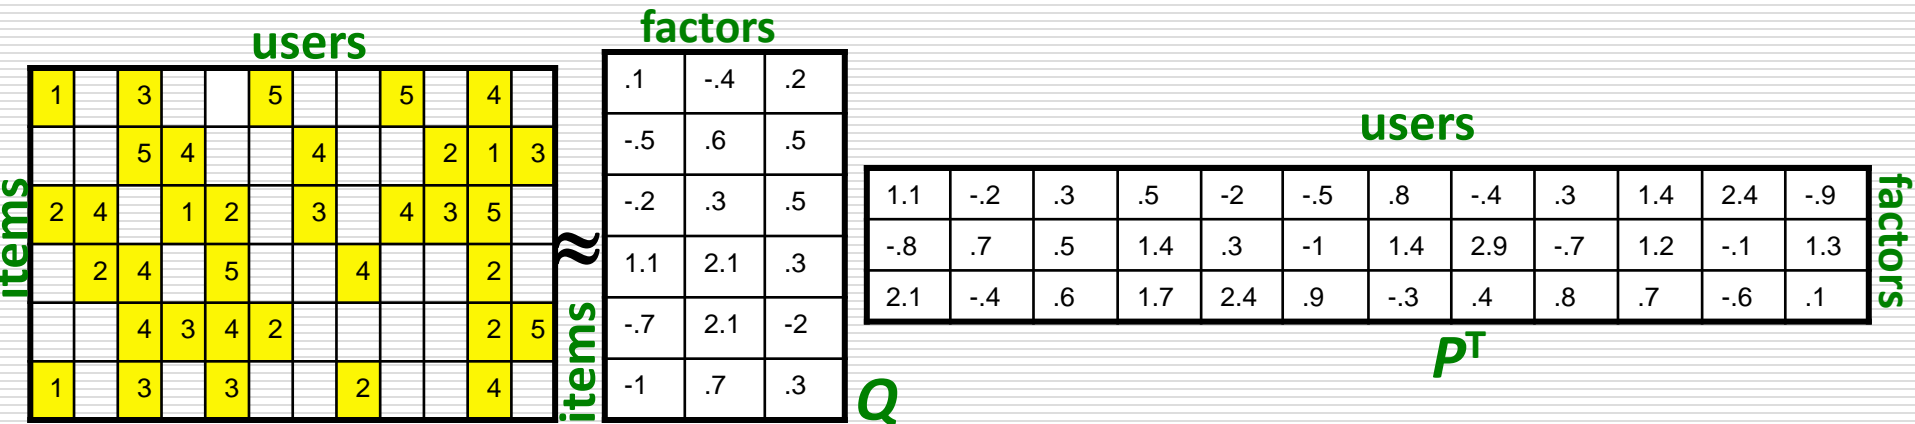 users
items
1 3 5 5 4
5 4 4 2 1 3
2 4 1 2 3 4 3 5
2 4 5 4 2
4 3 4 2 2 5
1 3 3 2 4
≈
factors
items
.1 -.4 .2
-.5 .6 .5
-.2 .3 .5
1.1 2.1 .3
-.7 2.1 -2
-1 .7 .3
Q
users
1.1 -.2 .3 .5 -2 -.5 .8 -.4 .3 1.4 2.4 -.9
-.8 .7 .5 1.4 .3 -1 1.4 2.9 -.7 1.2 -.1 1.3
2.1 -.4 .6 1.7 2.4 .9 -.3 .4 .8 .7 -.6 .1
factors
PT